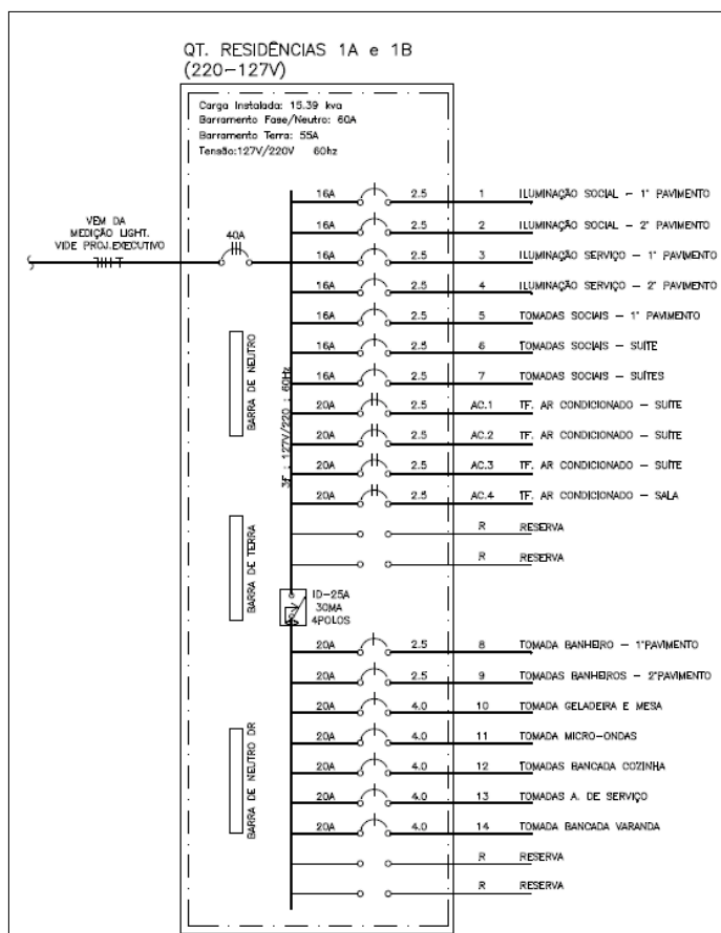 QT. RESIDÊNCIAS 1A e 1B
(220-127V)
Carga Instalada: 15.39 kva
Barramento Fase/Neutro: 60A
Barramento Terra: 55A
Tensão:127V/220V 60hz
VEM DA
MEDIÇÃO LIGHT.
VIDE PROJ.EXECUTIVO
40A
16A 2.5 1 ILUMINAÇÃO SOCIAL - 1° PAVIMENTO
16A 2.5 2 ILUMINAÇÃO SOCIAL - 2° PAVIMENTO
16A 2.5 3 ILUMINAÇÃO SERVIÇO - 1° PAVIMENTO
16A 2.5 4 ILUMINAÇÃO SERVIÇO - 2° PAVIMENTO
16A 2.5 5 TOMADAS SOCIAIS - 1° PAVIMENTO
16A 2.5 6 TOMADAS SOCIAIS - SUÍTE
16A 2.5 7 TOMADAS SOCIAIS - SUÍTES
20A 2.5 AC.1 TF. AR CONDICIONADO - SUÍTE
20A 2.5 AC.2 TF. AR CONDICIONADO - SUÍTE
20A 2.5 AC.3 TF. AR CONDICIONADO - SUÍTE
20A 2.5 AC.4 TF. AR CONDICIONADO - SALA
R RESERVA
R RESERVA
BARRA DE NEUTRO
3F : 127V/220 : 60Hz
BARRA DE TERRA
ID-25A
30MA
4POLOS
20A 2.5 8 TOMADA BANHEIRO - 1°PAVIMENTO
20A 2.5 9 TOMADAS BANHEIROS - 2°PAVIMENTO
20A 4.0 10 TOMADA GELADEIRA E MESA
20A 4.0 11 TOMADA MICRO-ONDAS
20A 4.0 12 TOMADAS BANCADA COZINHA
20A 4.0 13 TOMADAS A. DE SERVIÇO
20A 4.0 14 TOMADA BANCADA VARANDA
R RESERVA
R RESERVA
BARRA DE NEUTRO DR